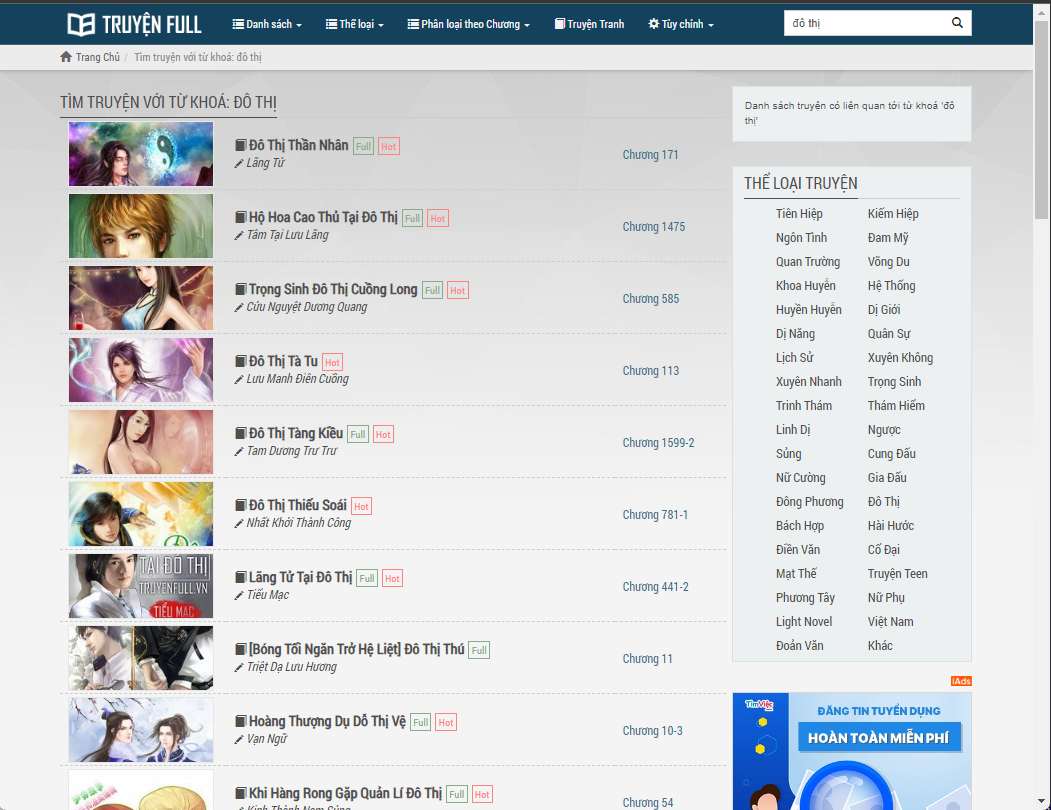 TRUYỆN FULL
Danh sách
Thể loại
Phân loại theo Chương
Truyện Tranh
Tùy chỉnh
đô thị
Trang Chủ / Tìm truyện với từ khoá: đô thị
TÌM TRUYỆN VỚI TỪ KHOÁ: ĐÔ THỊ
Đô Thị Thần Nhân Full Hot
Lãng Tử
Chương 171
Hộ Hoa Cao Thủ Tại Đô Thị Full Hot
Tâm Tại Lưu Lãng
Chương 1475
Trọng Sinh Đô Thị Cuồng Long Full Hot
Cửu Nguyệt Dương Quang
Chương 585
Đô Thị Tà Tu Hot
Lưu Manh Điên Cuồng
Chương 113
Đô Thị Tàng Kiều Full Hot
Tam Dương Trư Trư
Chương 1599-2
Đô Thị Thiếu Soái Hot
Nhất Khởi Thành Công
Chương 781-1
TẠI ĐÔ THỊ
TRUYENFULL.VN
TIỂU MẠC
Lãng Tử Tại Đô Thị Full Hot
Tiểu Mạc
Chương 441-2
[Bóng Tối Ngăn Trở Hệ Liệt] Đô Thị Thú Full
Triệt Dạ Lưu Hương
Chương 11
Hoàng Thượng Dụ Dỗ Thị Vệ Full Hot
Vạn Ngữ
Chương 10-3
Khi Hàng Rong Gặp Quản Lí Đô Thị Full Hot
Kinh Thành Nam Sủng
Chương 54
Danh sách truyện có liên quan tới từ khoá 'đô
thị'
THỂ LOẠI TRUYỆN
Tiên Hiệp Kiếm Hiệp
Ngôn Tình Đam Mỹ
Quan Trường Võng Du
Khoa Huyễn Hệ Thống
Huyền Huyễn Dị Giới
Dị Năng Quân Sự
Lịch Sử Xuyên Không
Xuyên Nhanh Trọng Sinh
Trinh Thám Thám Hiểm
Linh Dị Ngược
Sủng Cung Đấu
Nữ Cường Gia Đấu
Đông Phương Đô Thị
Bách Hợp Hài Hước
Điền Văn Cổ Đại
Mạt Thế Truyện Teen
Phương Tây Nữ Phụ
Light Novel Việt Nam
Đoản Văn Khác
iAds
TìmViệc
ĐĂNG TIN TUYỂN DỤNG
HOÀN TOÀN MIỄN PHÍ